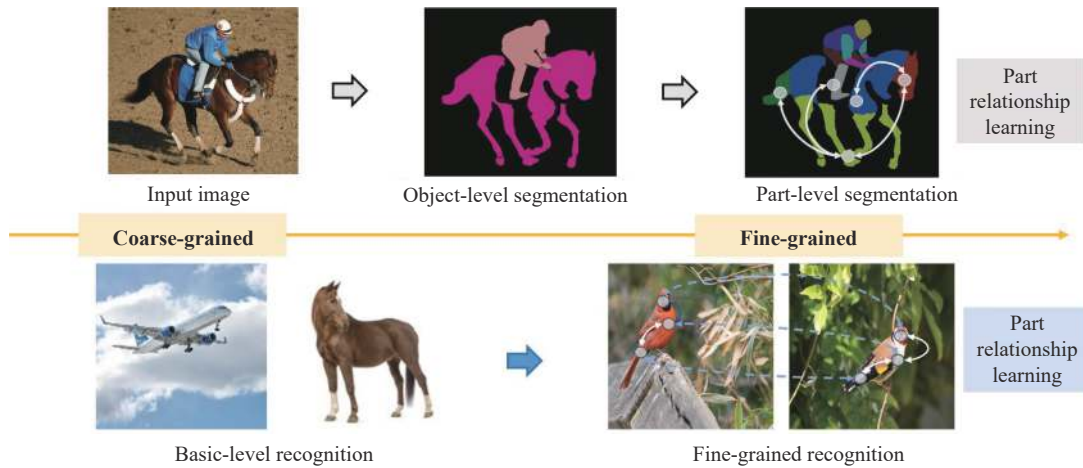 Part
relationship
learning
Input image
Object-level segmentation
Part-level segmentation
Coarse-grained
Fine-grained
Part
relationship
learning
Basic-level recognition
Fine-grained recognition